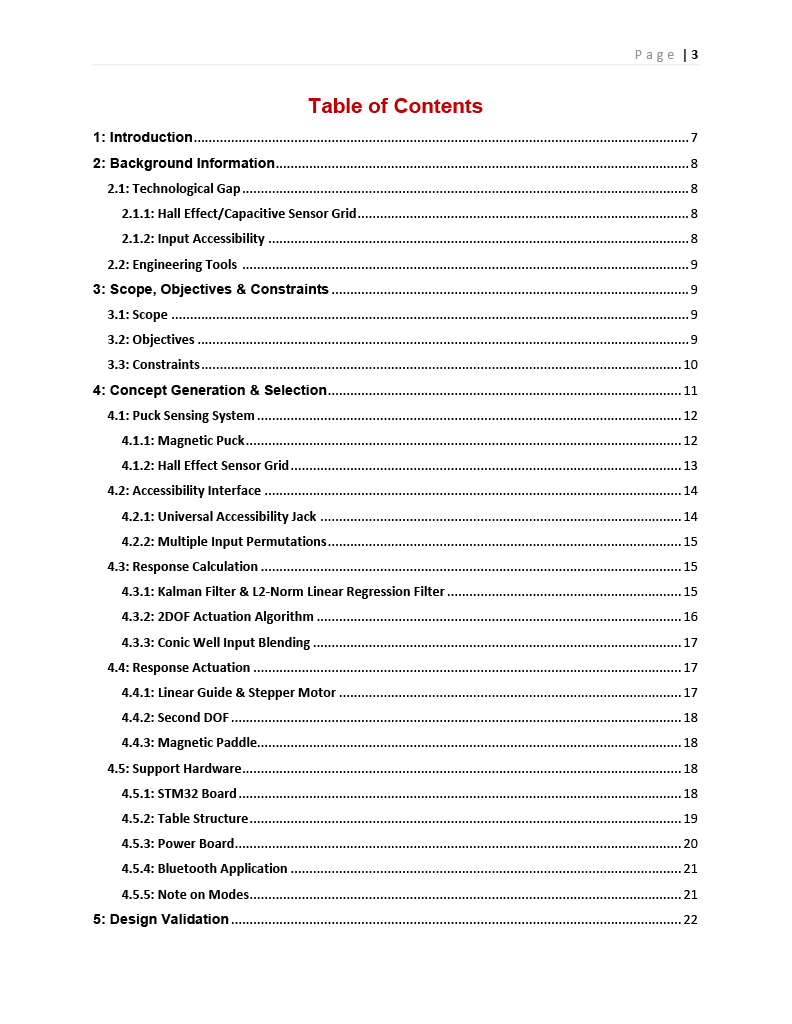 Page | 3
Table of Contents
1: Introduction 7
2: Background Information 8
2.1: Technological Gap 8
2.1.1: Hall Effect/Capacitive Sensor Grid 8
2.1.2: Input Accessibility 8
2.2: Engineering Tools 9
3: Scope, Objectives & Constraints 9
3.1: Scope 9
3.2: Objectives 9
3.3: Constraints 10
4: Concept Generation & Selection 11
4.1: Puck Sensing System 12
4.1.1: Magnetic Puck 12
4.1.2: Hall Effect Sensor Grid 13
4.2: Accessibility Interface 14
4.2.1: Universal Accessibility Jack 14
4.2.2: Multiple Input Permutations 15
4.3: Response Calculation 15
4.3.1: Kalman Filter & L2-Norm Linear Regression Filter 15
4.3.2: 2DOF Actuation Algorithm 16
4.3.3: Conic Well Input Blending 17
4.4: Response Actuation 17
4.4.1: Linear Guide & Stepper Motor 17
4.4.2: Second DOF 18
4.4.3: Magnetic Paddle 18
4.5: Support Hardware 18
4.5.1: STM32 Board 18
4.5.2: Table Structure 19
4.5.3: Power Board 20
4.5.4: Bluetooth Application 21
4.5.5: Note on Modes 21
5: Design Validation 22